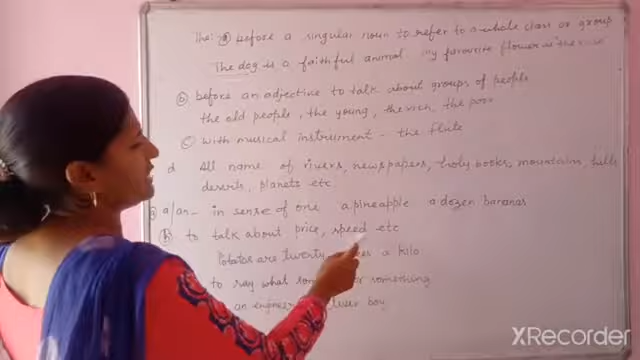 The: (a) before a singular noun to refer to a whole class or group
The dog is a faithful animal. My favourite flower is the rose
(b) before an adjective to talk about groups of people
the old people, the young, the rich, the poor
(c) with musical instrument - the flute
d All name of rivers, newspapers, holy books, mountains, hills
deserts, planets etc
(a) a/an - in sense of one a pineapple a dozen bananas
(b) to talk about price, speed etc
are twenty a kilo
to say what something
an engineer boy
XRecorder